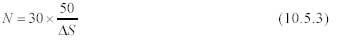 N = 30 × 50/ΔS (10.5.3)